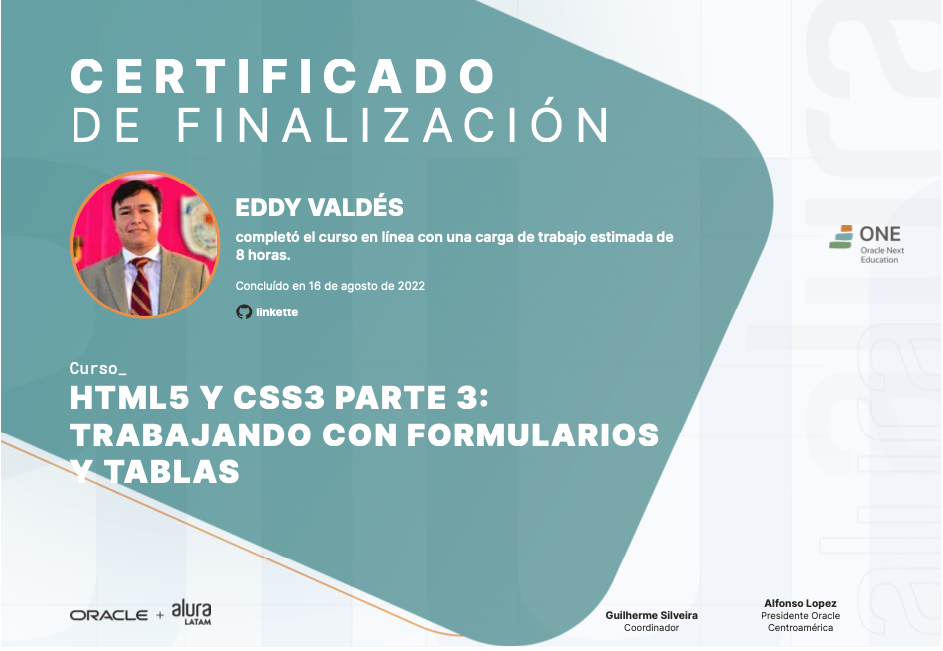 CERTIFICADO
DE FINALIZACIÓN
EDDY VALDÉS
completó el curso en línea con una carga de trabajo estimada de
8 horas.
Concluído en 16 de agosto de 2022
linkette
Curso_
HTML5 Y CSS3 PARTE 3:
TRABAJANDO CON FORMULARIOS
Y TABLAS
ONE
Oracle Next
Education
ORACLE + alura
LATAM
Guilherme Silveira
Coordinador
Alfonso Lopez
Presidente Oracle
Centroamérica
alura
alura